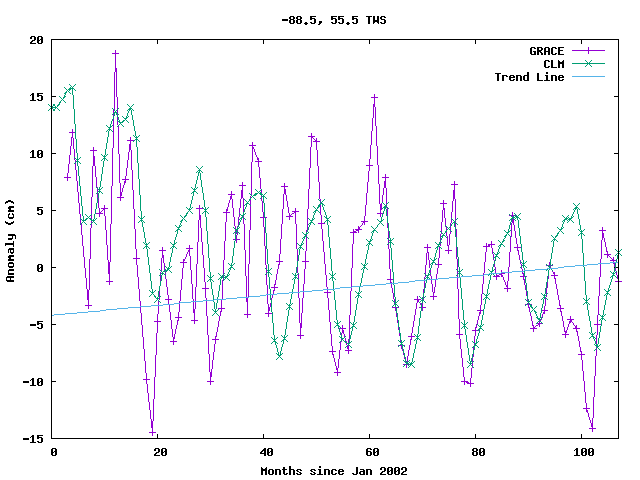 -88.5, 55.5 TWS
GRACE
CLM
Trend Line
20
15
10
5
0
-5
-10
-15
Anomaly (cm)
0 20 40 60 80 100
Months since Jan 2002